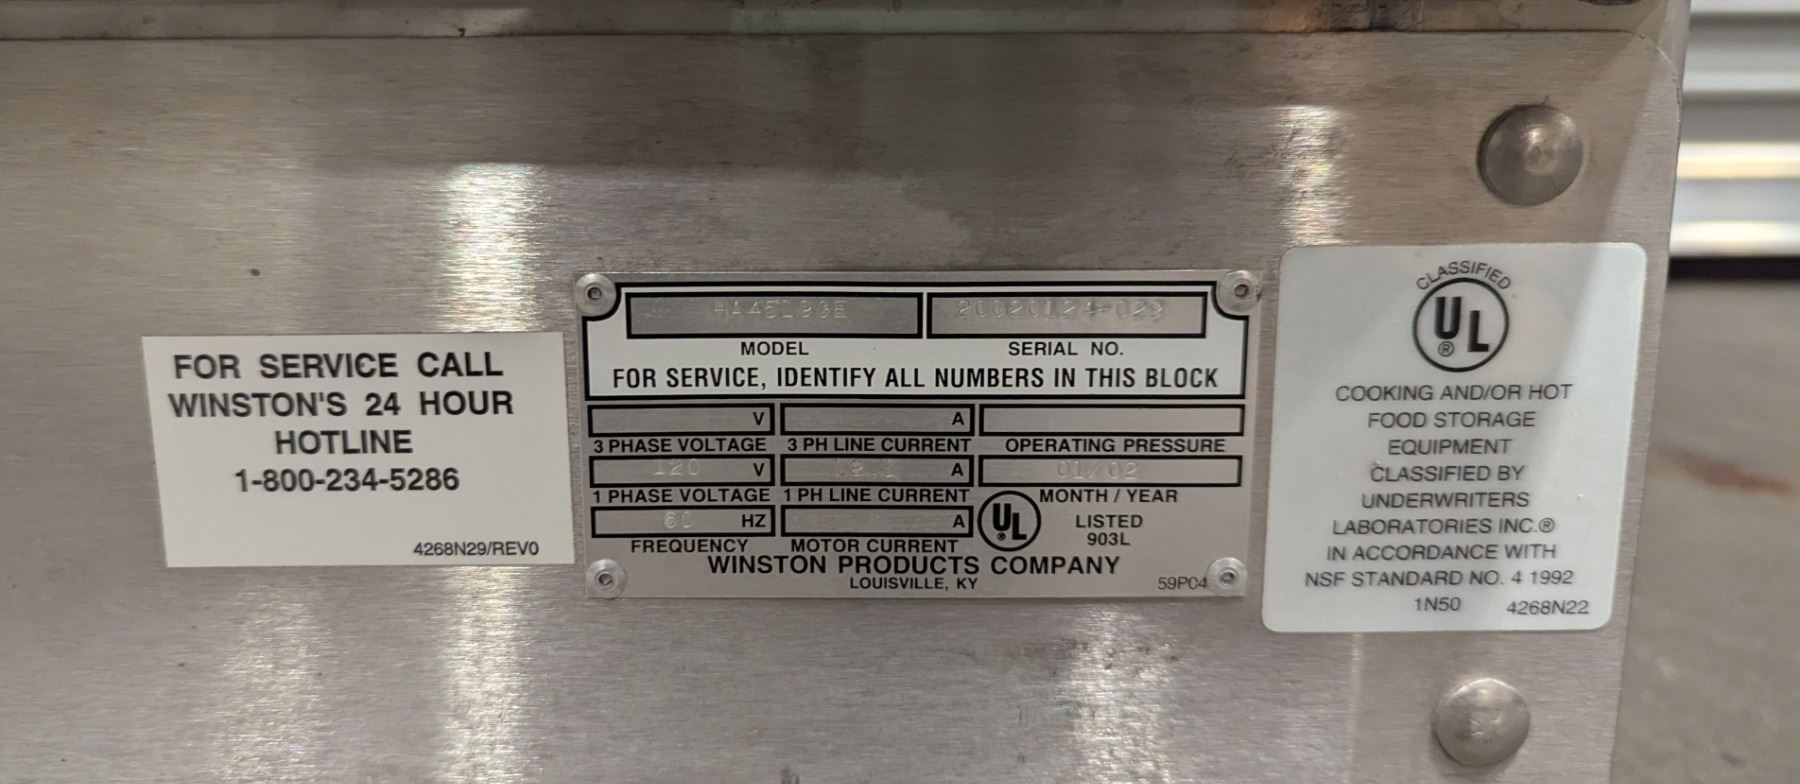 FOR SERVICE CALL
WINSTON'S 24 HOUR
HOTLINE
1-800-234-5286
4268N29/REV0
20020124-029
MODEL SERIAL NO.
FOR SERVICE, IDENTIFY ALL NUMBERS IN THIS BLOCK
V A
3 PHASE VOLTAGE 3 PH LINE CURRENT OPERATING PRESSURE
120 V A 01/02
1 PHASE VOLTAGE 1 PH LINE CURRENT MONTH / YEAR
60 HZ A UL ® LISTED
903L
FREQUENCY MOTOR CURRENT
WINSTON PRODUCTS COMPANY
LOUISVILLE, KY 59P04
CLASSIFIED
UL ®
COOKING AND/OR HOT
FOOD STORAGE
EQUIPMENT
CLASSIFIED BY
UNDERWRITERS
LABORATORIES INC.®
IN ACCORDANCE WITH
NSF STANDARD NO. 4 1992
1N50 4268N22